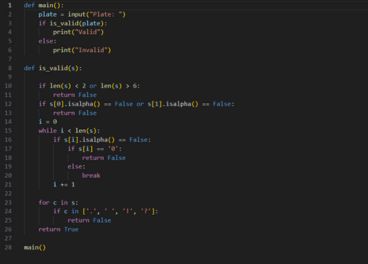 1 def main():
2     plate = input("Plate: ")
3     if is_valid(plate):
4         print("Valid")
5     else:
6         print("Invalid")
7
8 def is_valid(s):
9
10     if len(s) < 2 or len(s) > 6:
11         return False
12     if s[0].isalpha() == False or s[1].isalpha() == False:
13         return False
14     i = 0
15     while i < len(s):
16         if s[i].isalpha() == False:
17             if s[i] == '0':
18                 return False
19             else:
20                 break
21         i += 1
22
23     for c in s:
24         if c in ['.', ' ', '!', '?']:
25             return False
26     return True
27
28 main()